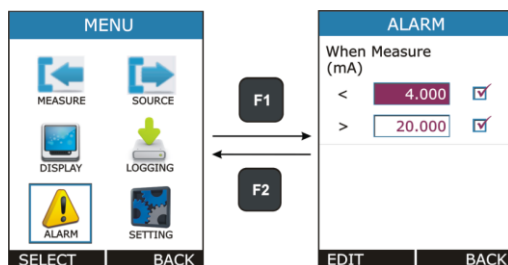 MENU
MEASURE
SOURCE
DISPLAY
LOGGING
ALARM
SETTING
SELECT
BACK
F1
F2
ALARM
When Measure
(mA)
< 4.000
> 20.000
EDIT
BACK